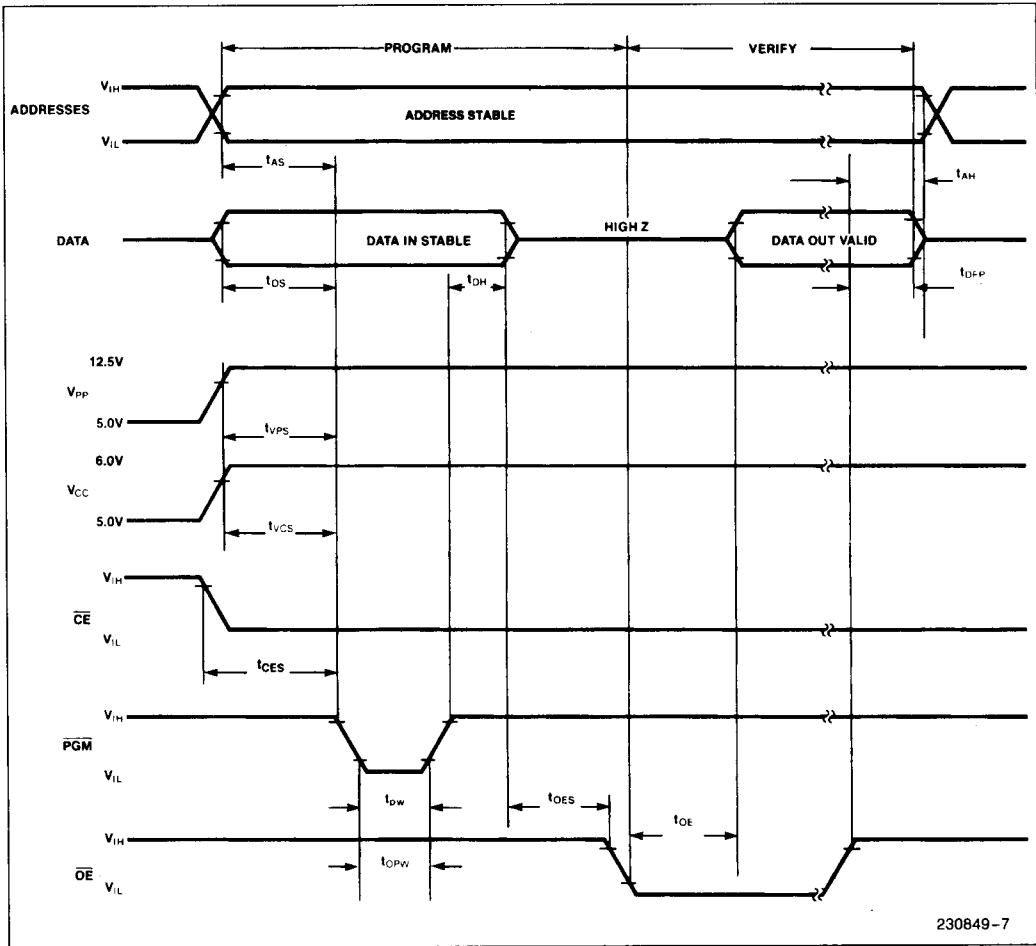 PROGRAM
VERIFY
ADDRESSES
VIH
VIL
ADDRESS STABLE
tAS
tAH
DATA
DATA IN STABLE
HIGH Z
DATA OUT VALID
tDS
tDH
tDFP
12.5V
VPP
5.0V
tVPS
6.0V
VCC
5.0V
tVCS
VIH
CE
VIL
tCES
VIH
PGM
VIL
tPW
tOES
tOE
VIH
OE
VIL
tOPW
230849-7